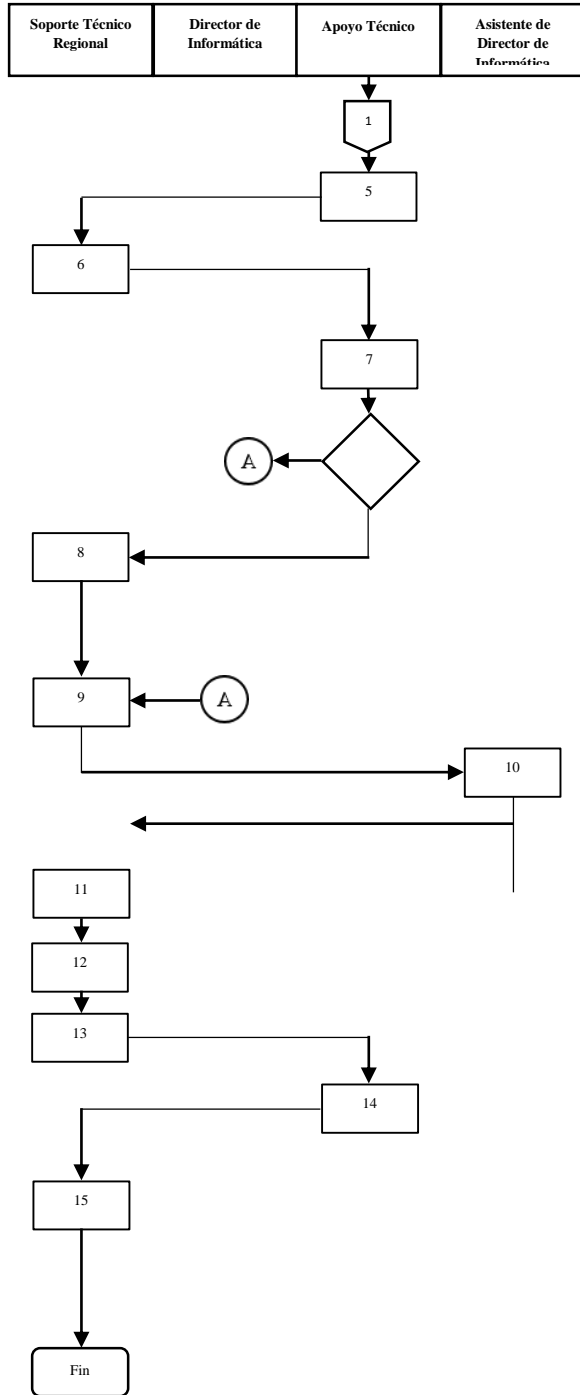 Soporte Técnico
Regional
Director de
Informática
Apoyo Técnico
Asistente de
Director de
Informática
1
5
6
7
A
8
9
A
10
11
12
13
14
15
Fin